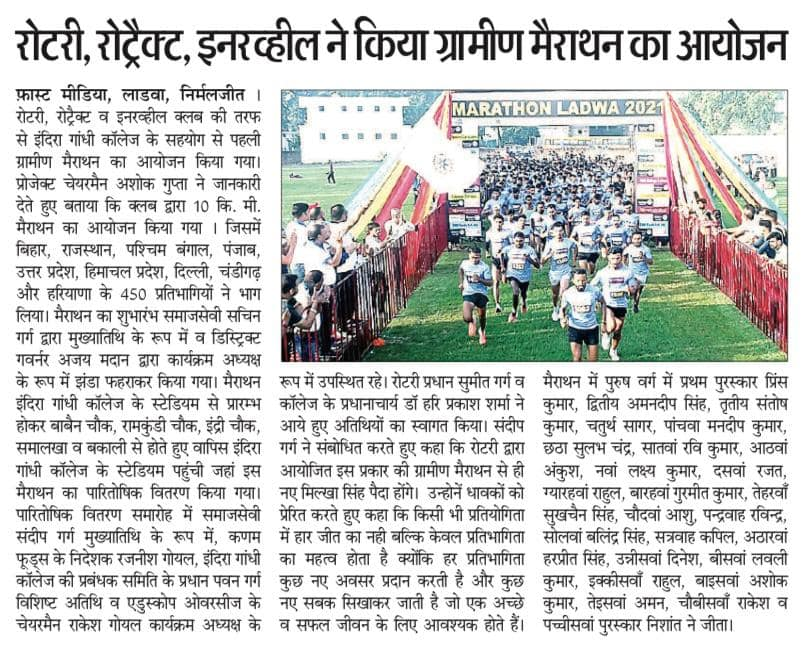 रोटरी, रोट्रैक्ट, इनरव्हील ने किया ग्रामीण मैराथन का आयोजन
फ़ास्ट मीडिया, लाडवा, निर्मलजीत ।
रोटरी, रोट्रैक्ट व इनरव्हील क्लब की तरफ
से इंदिरा गांधी कॉलेज के सहयोग से पहली
ग्रामीण मैराथन का आयोजन किया गया।
प्रोजेक्ट चेयरमैन अशोक गुप्ता ने जानकारी
देते हुए बताया कि क्लब द्वारा 10 कि. मी.
मैराथन का आयोजन किया गया । जिसमें
बिहार, राजस्थान, पश्चिम बंगाल, पंजाब,
उत्तर प्रदेश, हिमाचल प्रदेश, दिल्ली, चंडीगढ़
और हरियाणा के 450 प्रतिभागियों ने भाग
लिया। मैराथन का शुभारंभ समाजसेवी सचिन
गर्ग द्वारा मुख्यातिथि के रूप में व डिस्ट्रिक्ट
गवर्नर अजय मदान द्वारा कार्यक्रम अध्यक्ष
के रूप में झंडा फहराकर किया गया। मैराथन
इंदिरा गांधी कॉलेज के स्टेडियम से प्रारम्भ
होकर बाबैन चौक, रामकुंडी चौक, इंद्री चौक,
समालखा व बकाली से होते हुए वापिस इंदिरा
गांधी कॉलेज के स्टेडियम पहुंची जहां इस
मैराथन का पारितोषिक वितरण किया गया।
पारितोषिक वितरण समारोह में समाजसेवी
संदीप गर्ग मुख्यातिथि के रूप में, कणम
फूड्स के निदेशक रजनीश गोयल, इंदिरा गांधी
कॉलेज की प्रबंधक समिति के प्रधान पवन गर्ग
विशिष्ट अतिथि व एडुस्कोप ओवरसीज के
चेयरमैन राकेश गोयल कार्यक्रम अध्यक्ष के
MARATHON LADWA 2021
रूप में उपस्थित रहे। रोटरी प्रधान सुमीत गर्ग व
कॉलेज के प्रधानाचार्य डॉ हरि प्रकाश शर्मा ने
आये हुए अतिथियों का स्वागत किया। संदीप
गर्ग ने संबोधित करते हुए कहा कि रोटरी द्वारा
आयोजित इस प्रकार की ग्रामीण मैराथन से ही
नए मिल्खा सिंह पैदा होंगे। उन्होनें धावकों को
प्रेरित करते हुए कहा कि किसी भी प्रतियोगिता
में हार जीत का नही बल्कि केवल प्रतिभागिता
का महत्व होता है क्योंकि हर प्रतिभागिता
कुछ नए अवसर प्रदान करती है और कुछ
नए सबक सिखाकर जाती है जो एक अच्छे
व सफल जीवन के लिए आवश्यक होते हैं।
मैराथन में पुरुष वर्ग में प्रथम पुरस्कार प्रिंस
कुमार, द्वितीय अमनदीप सिंह, तृतीय संतोष
कुमार, चतुर्थ सागर, पांचवा मनदीप कुमार,
छठा सुलभ चंद्र, सातवां रवि कुमार, आठवां
अंकुश, नवां लक्ष्य कुमार, दसवां रजत,
ग्यारहवां राहुल, बारहवां गुरमीत कुमार, तेहरवाँ
सुखचैन सिंह, चौदवां आशु, पन्द्रवाह रविन्द्र,
सोलवां बलिंद्र सिंह, सत्रवाह कपिल, अठारवां
हरप्रीत सिंह, उन्नीसवां दिनेश, बीसवां लवली
कुमार, इक्कीसवाँ राहुल, बाइसवां अशोक
कुमार, तेइसवां अमन, चौबीसवाँ राकेश व
पच्चीसवां पुरस्कार निशांत ने जीता।